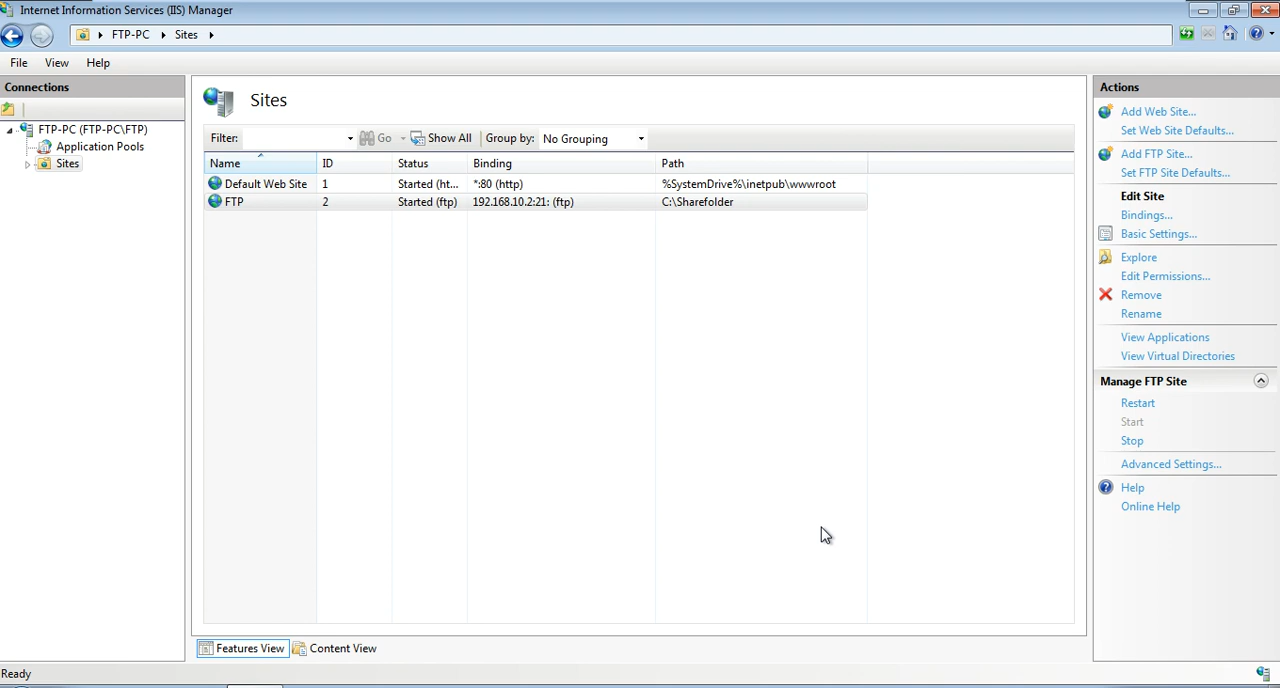 Internet Information Services (IIS) Manager
FTP-PC Sites
File View Help
Connections
FTP-PC (FTP-PC\FTP)
Application Pools
Sites
Sites
Filter: Go Show All Group by: No Grouping
Name ID Status Binding Path
Default Web Site 1 Started (ht... *:80 (http) %SystemDrive%\inetpub\wwwroot
FTP 2 Started (ftp) 192.168.10.2:21: (ftp) C:\Sharefolder
Features View Content View
Actions
Add Web Site...
Set Web Site Defaults...
Add FTP Site...
Set FTP Site Defaults...
Edit Site
Bindings...
Basic Settings...
Explore
Edit Permissions...
Remove
Rename
View Applications
View Virtual Directories
Manage FTP Site
Restart
Start
Stop
Advanced Settings...
Help
Online Help
Ready